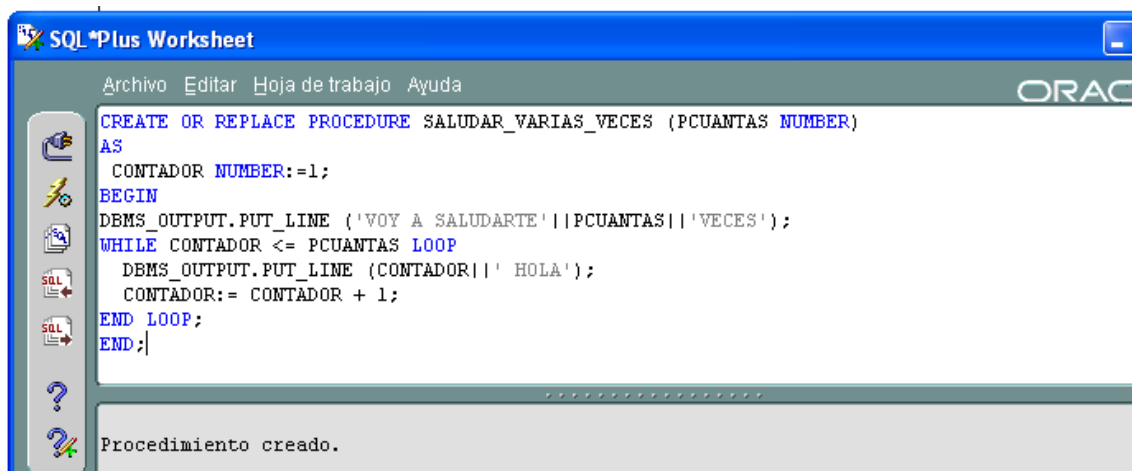 SQL*Plus Worksheet
Archivo Editar Hoja de trabajo Ayuda
ORAC
CREATE OR REPLACE PROCEDURE SALUDAR_VARIAS_VECES (PCUANTAS NUMBER)
AS
CONTADOR NUMBER:=1;
BEGIN
DBMS_OUTPUT.PUT_LINE ('VOY A SALUDARTE'||PCUANTAS||'VECES');
WHILE CONTADOR <= PCUANTAS LOOP
DBMS_OUTPUT.PUT_LINE (CONTADOR||' HOLA');
CONTADOR:= CONTADOR + 1;
END LOOP;
END;
Procedimiento creado.